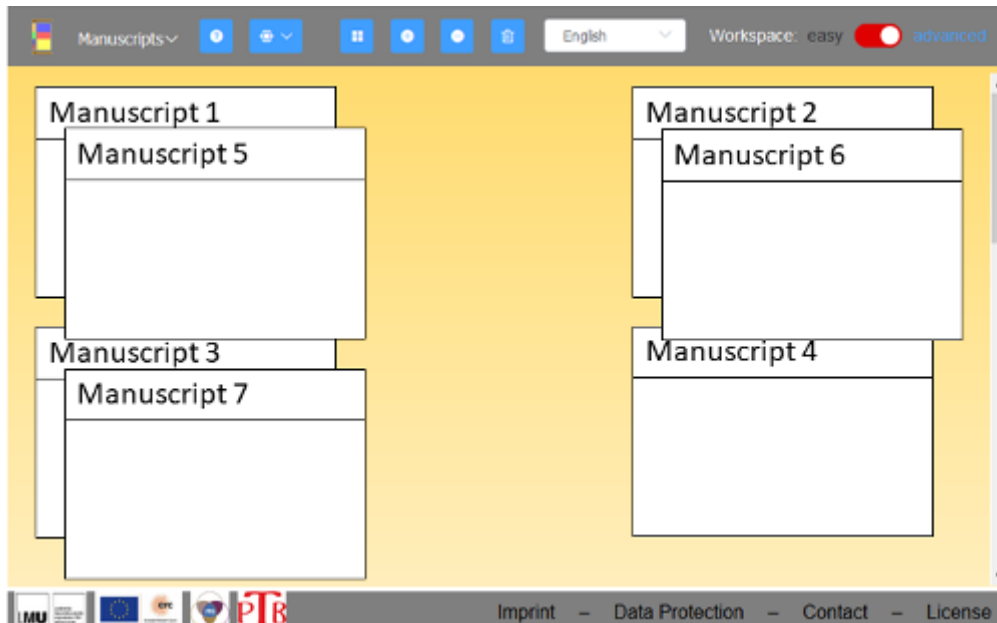 Manuscripts English Workspace: easy advanced
Manuscript 1
Manuscript 2
Manuscript 5
Manuscript 6
Manuscript 3
Manuscript 4
Manuscript 7
LMU erc PTB Imprint – Data Protection – Contact – License